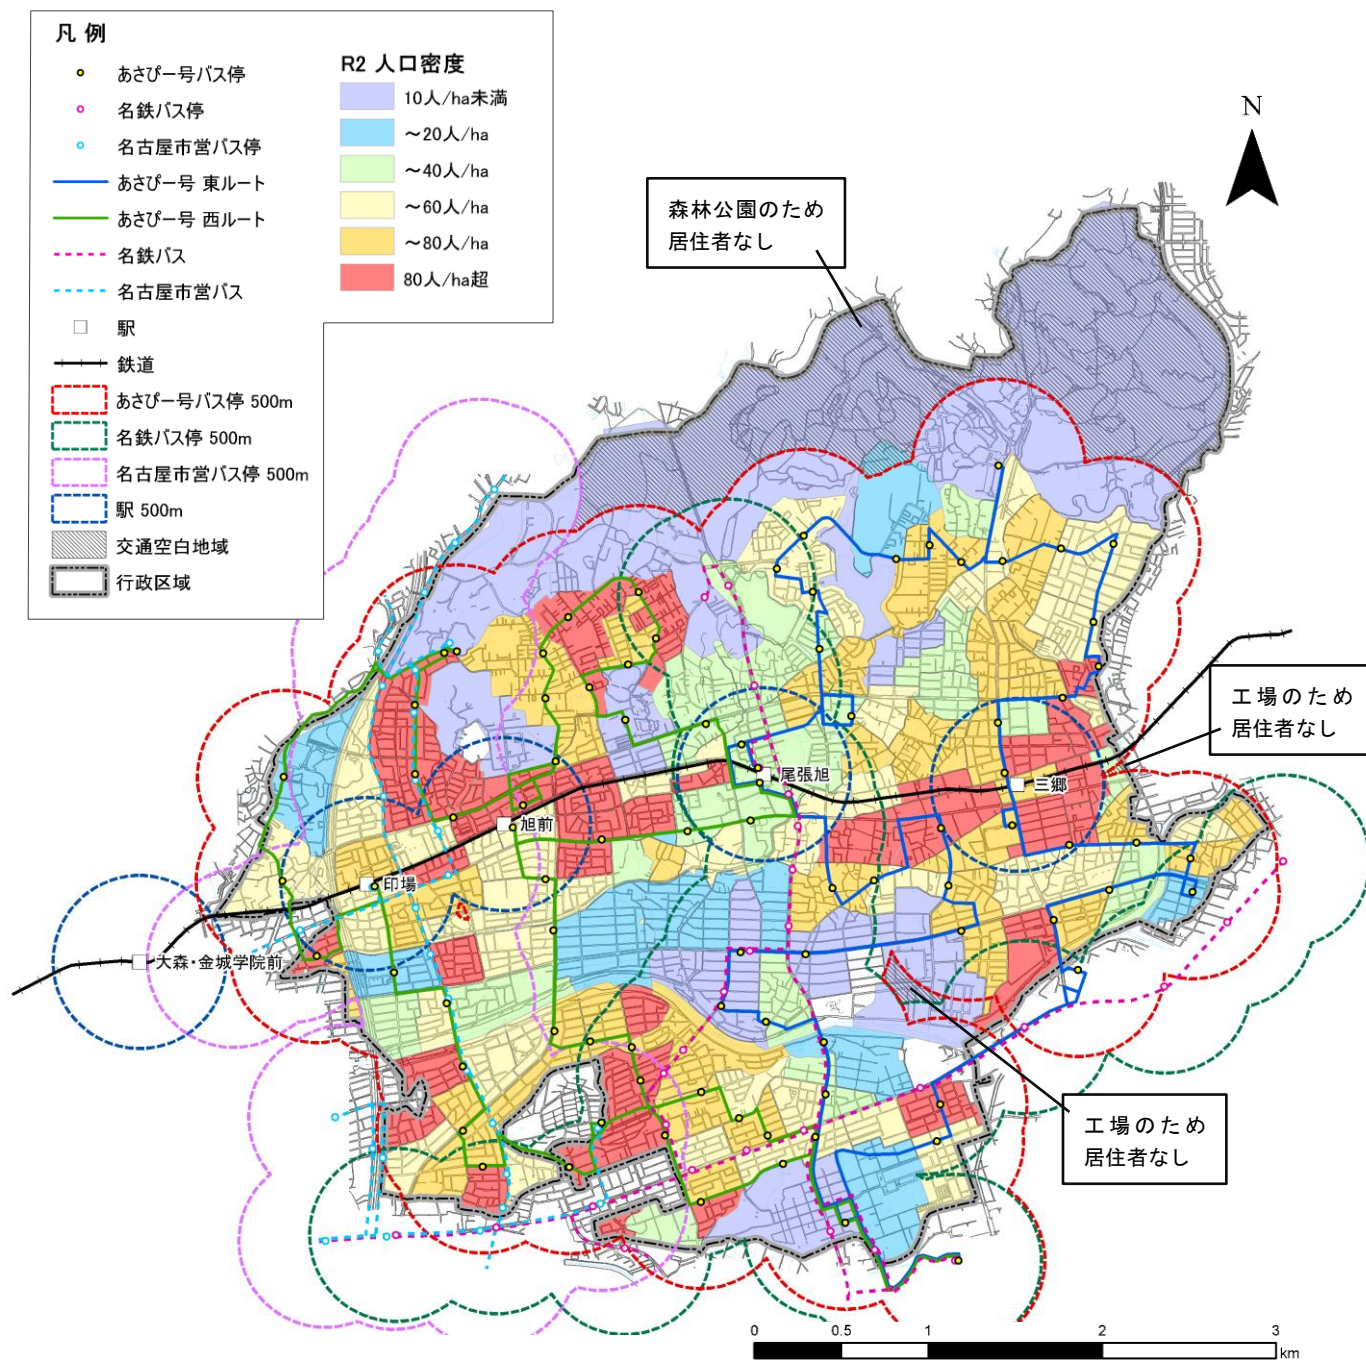 凡 例
あさぴー号バス停
名鉄バス停
名古屋市営バス停
あさぴー号 東ルート
あさぴー号 西ルート
名鉄バス
名古屋市営バス
駅
鉄道
あさぴー号バス停 500m
名鉄バス停 500m
名古屋市営バス停 500m
駅 500m
交通空白地域
行政区域
R2 人口密度
10人/ha未満
～20人/ha
～40人/ha
～60人/ha
～80人/ha
80人/ha超
N
森林公園のため
居住者なし
工場のため
居住者なし
尾張旭
三郷
旭前
印場
大森・金城学院前
工場のため
居住者なし
0 0.5 1 2 3
km